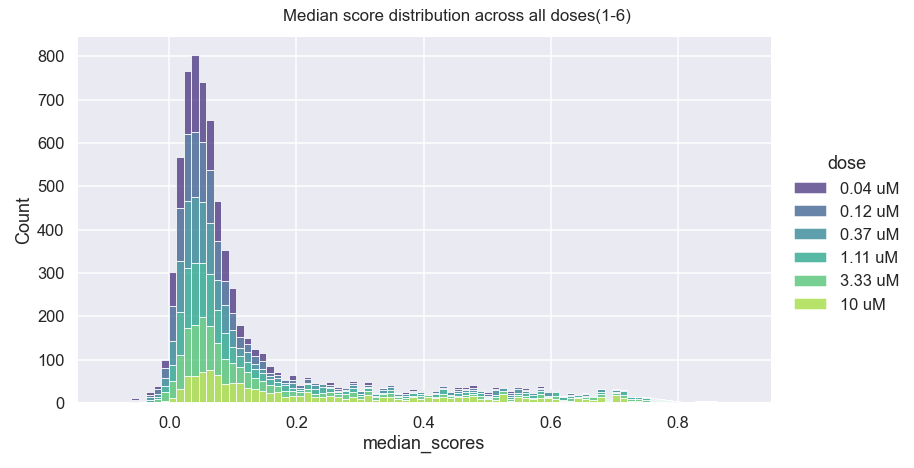 Median score distribution across all doses(1-6)
800
700
600
500
400
300
200
100
0
Count
0.0
0.2
0.4
0.6
0.8
median_scores
dose
0.04 uM
0.12 uM
0.37 uM
1.11 uM
3.33 uM
10 uM